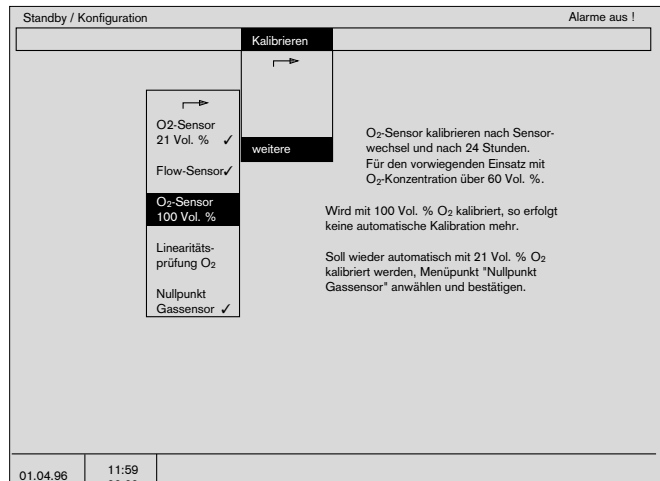 Standby / Konfiguration
Alarme aus !
Kalibrieren
weitere
O2-Sensor
21 Vol. % ✓
Flow-Sensor✓
O₂-Sensor
100 Vol. %
Linearitäts-
prüfung O₂
Nullpunkt
Gassensor ✓
O₂-Sensor kalibrieren nach Sensor-
wechsel und nach 24 Stunden.
Für den vorwiegenden Einsatz mit
O₂-Konzentration über 60 Vol. %.
Wird mit 100 Vol. % O₂ kalibriert, so erfolgt
keine automatische Kalibration mehr.
Soll wieder automatisch mit 21 Vol. % O₂
kalibriert werden, Menüpunkt "Nullpunkt
Gassensor" anwählen und bestätigen.
01.04.96
11:59